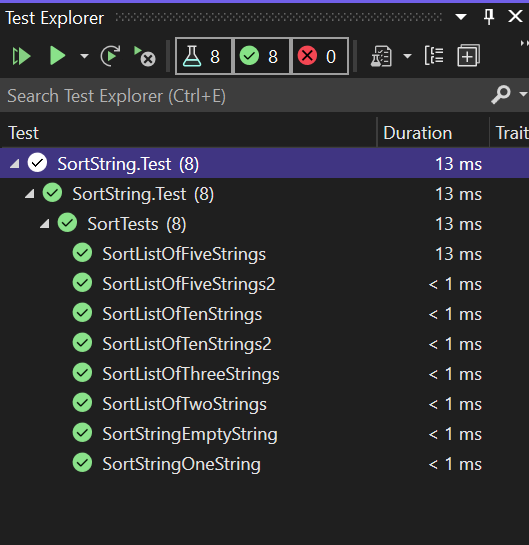 Test Explorer
8 8 0
Search Test Explorer (Ctrl+E)
Test Duration Trait
SortString.Test (8) 13 ms
SortString.Test (8) 13 ms
SortTests (8) 13 ms
SortListOfFiveStrings 13 ms
SortListOfFiveStrings2 < 1 ms
SortListOfTenStrings < 1 ms
SortListOfTenStrings2 < 1 ms
SortListOfThreeStrings < 1 ms
SortListOfTwoStrings < 1 ms
SortStringEmptyString < 1 ms
SortStringOneString < 1 ms